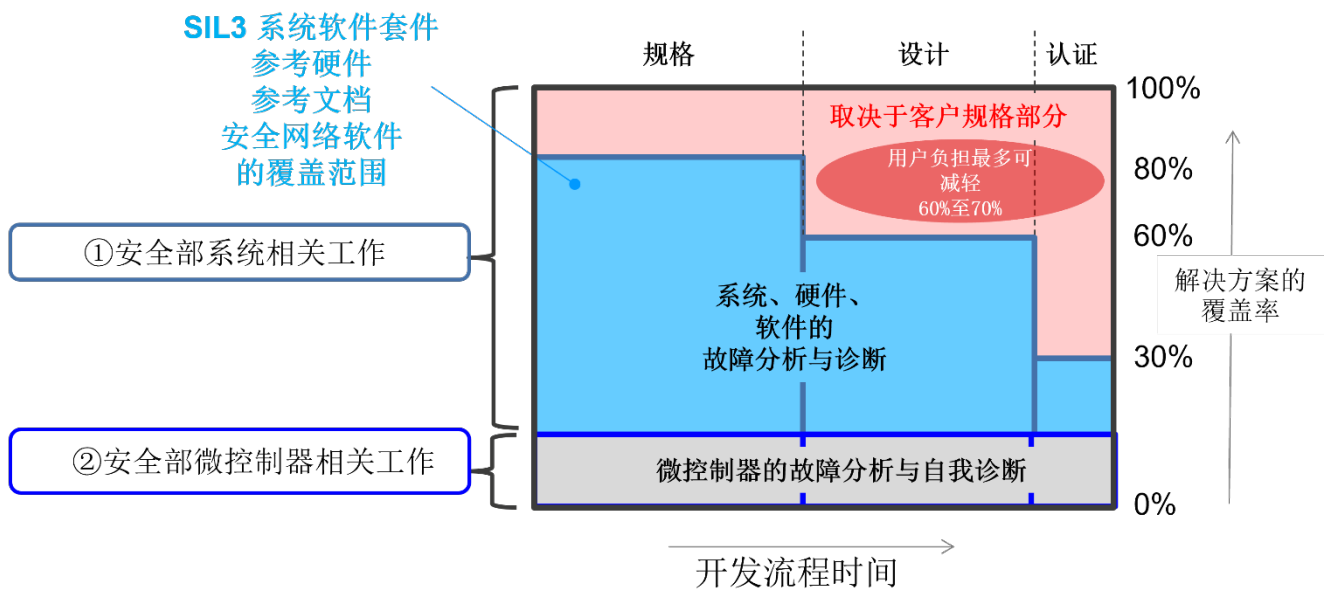 SIL3 系统软件套件
参考硬件
参考文档
安全网络软件
的覆盖范围
规格
设计
认证
100%
取决于客户规格部分
用户负担最多可
减轻
60%至70%
80%
60%
①安全部系统相关工作
解决方案的
覆盖率
系统、硬件、
软件的
故障分析与诊断
30%
②安全部微控制器相关工作
微控制器的故障分析与自我诊断
0%
开发流程时间